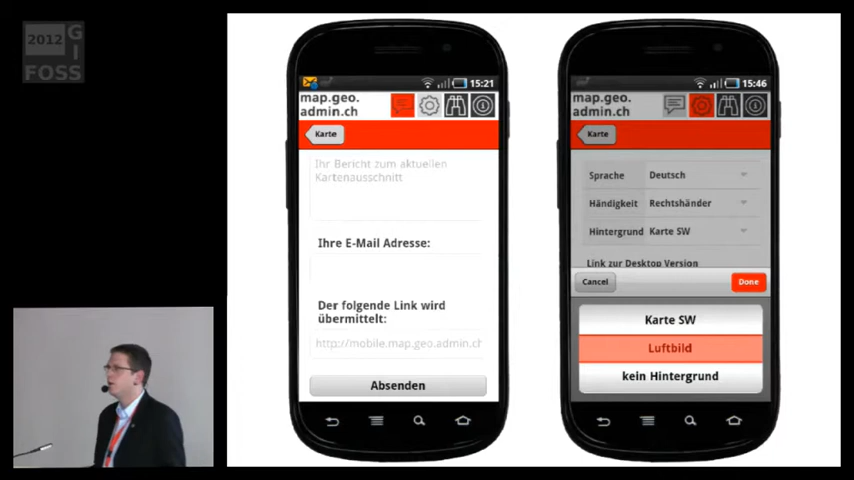 2012
GI
FOSS
15:21
map.geo.
admin.ch
Karte
Ihr Bericht zum aktuellen
Kartenausschnitt
Ihre E-Mail Adresse:
Der folgende Link wird
übermittelt:
http://mobile.map.geo.admin.ch
Absenden
15:46
map.geo.
admin.ch
Karte
Sprache Deutsch
Händigkeit Rechtshänder
Hintergrund Karte SW
Link zur Desktop Version
Cancel Done
Karte SW
Luftbild
kein Hintergrund